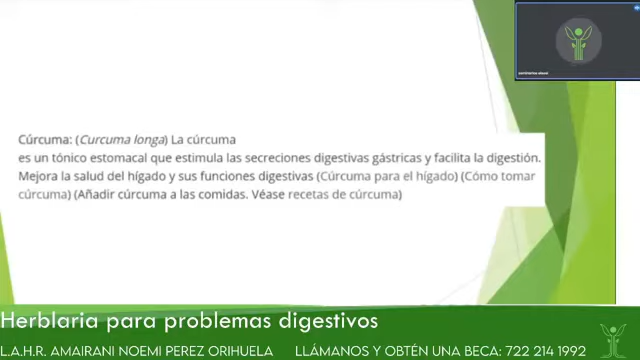 Cúrcuma: (Curcuma longa) La cúrcuma
es un tónico estomacal que estimula las secreciones digestivas gástricas y facilita la digestión.
Mejora la salud del hígado y sus funciones digestivas (Cúrcuma para el hígado) (Cómo tomar
cúrcuma) (Añadir cúrcuma a las comidas. Véase recetas de cúrcuma)
Herblaria para problemas digestivos
L.A.H.R. AMAIRANI NOEMI PEREZ ORIHUELA LLÁMANOS Y OBTÉN UNA BECA: 722 214 1992